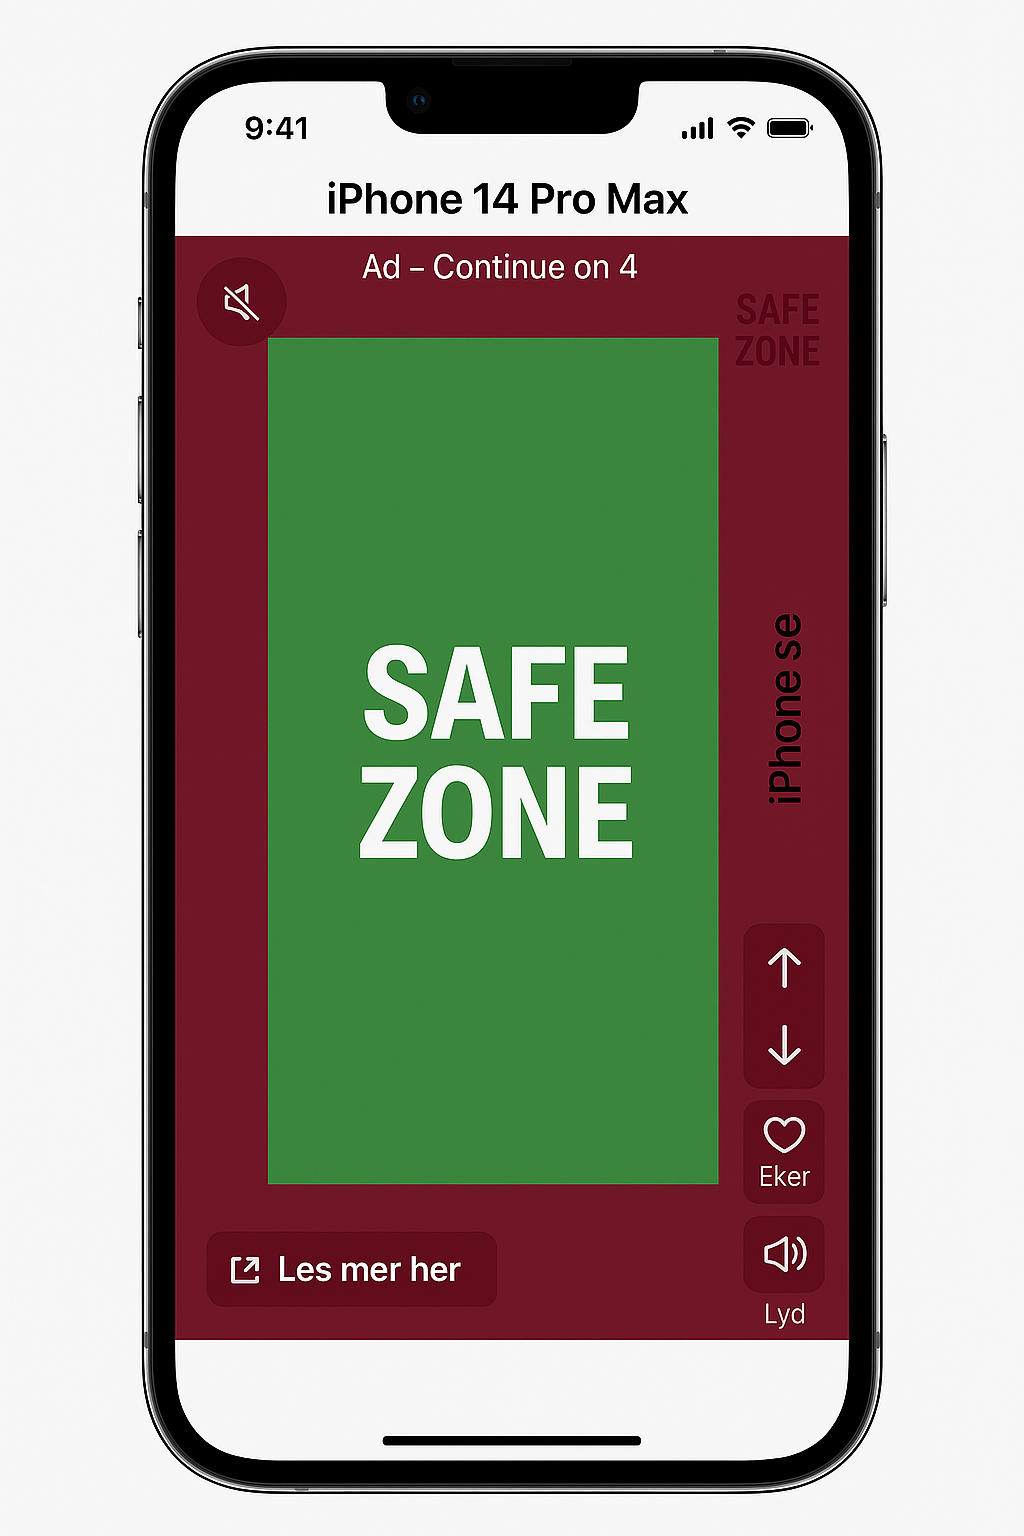 9:41
iPhone 14 Pro Max
Ad – Continue on 4
SAFE
ZONE
SAFE
ZONE
iPhone se
Eker
Les mer her
Lyd